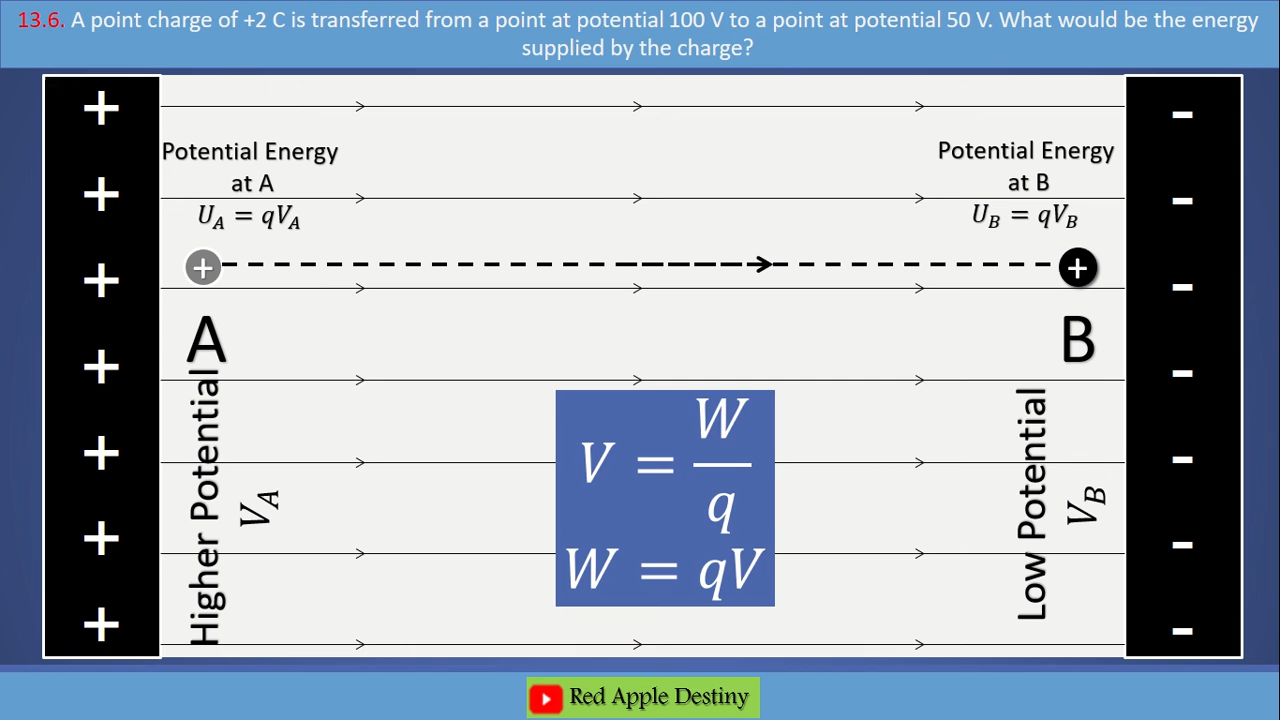 13.6. A point charge of +2 C is transferred from a point at potential 100 V to a point at potential 50 V. What would be the energy
supplied by the charge?
+ -
Potential Energy
at A
U_A = qV_A
Potential Energy
at B
U_B = qV_B
+ -
+ +
+ -
A
B
+ -
Higher Potential
V_A
V = W/q
W = qV
Low Potential
V_B
+ -
+ -
+ -
Red Apple Destiny